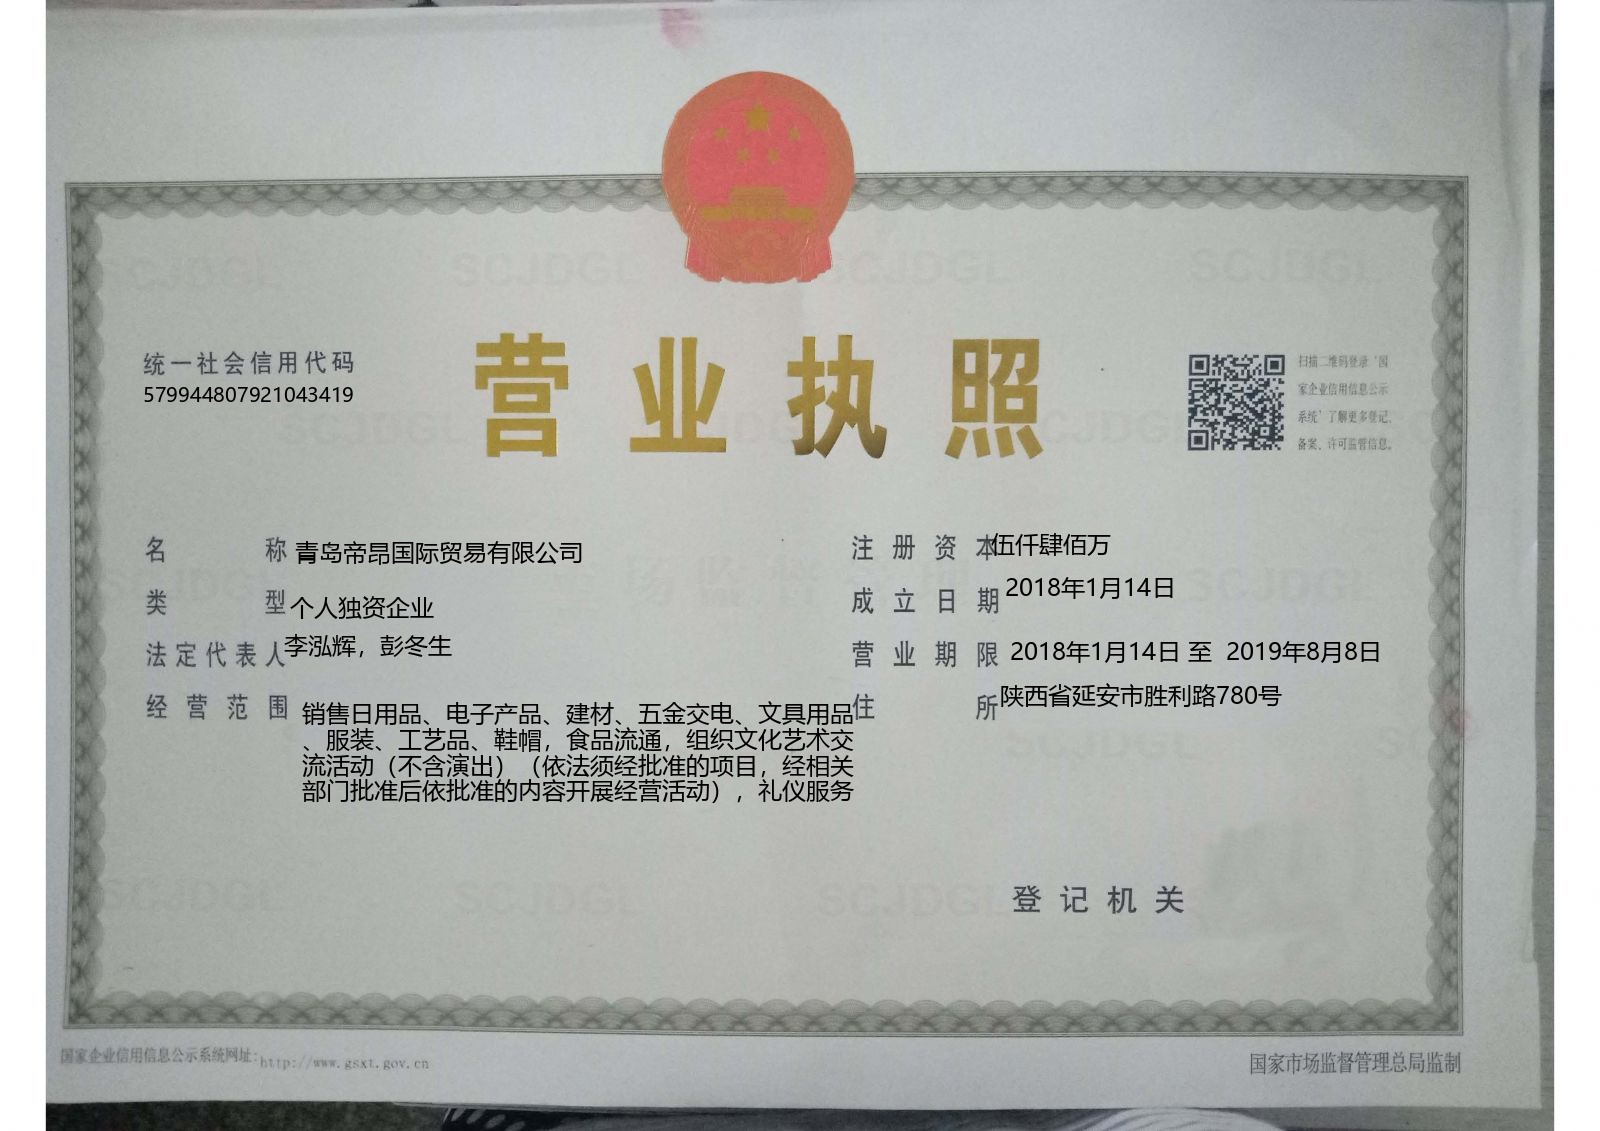 营业执照
统一社会信用代码
579944807921043419
扫描二维码登录'国
家企业信用信息公示
系统'了解更多登记、
备案、许可监管信息。
名称 青岛帝昂国际贸易有限公司
类型 个人独资企业
法定代表人 李泓辉，彭冬生
经营范围 销售日用品、电子产品、建材、五金交电、文具用品
、服装、工艺品、鞋帽，食品流通，组织文化艺术交
流活动（不含演出）（依法须经批准的项目，经相关
部门批准后依批准的内容开展经营活动），礼仪服务
注册资本 伍仟肆佰万
成立日期 2018年1月14日
营业期限 2018年1月14日 至 2019年8月8日
住所 陕西省延安市胜利路780号
登记机关
国家企业信用信息公示系统网址:http://www.gsxt.gov.cn
国家市场监督管理总局监制
SCJDGL